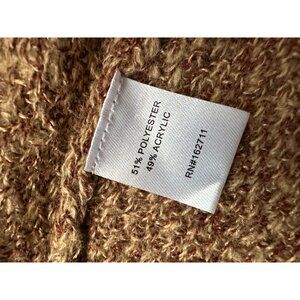 51% POLYESTER
49% ACRYLIC
RN#162711